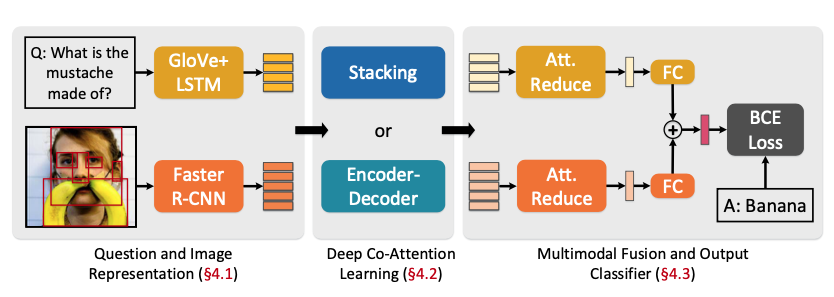 Q: What is the
mustache
made of?
GloVe+
LSTM
Faster
R-CNN
Question and Image
Representation (§4.1)
Stacking
or
Encoder-
Decoder
Deep Co-Attention
Learning (§4.2)
Att.
Reduce
FC
+
BCE
Loss
Att.
Reduce
FC
A: Banana
Multimodal Fusion and Output
Classifier (§4.3)